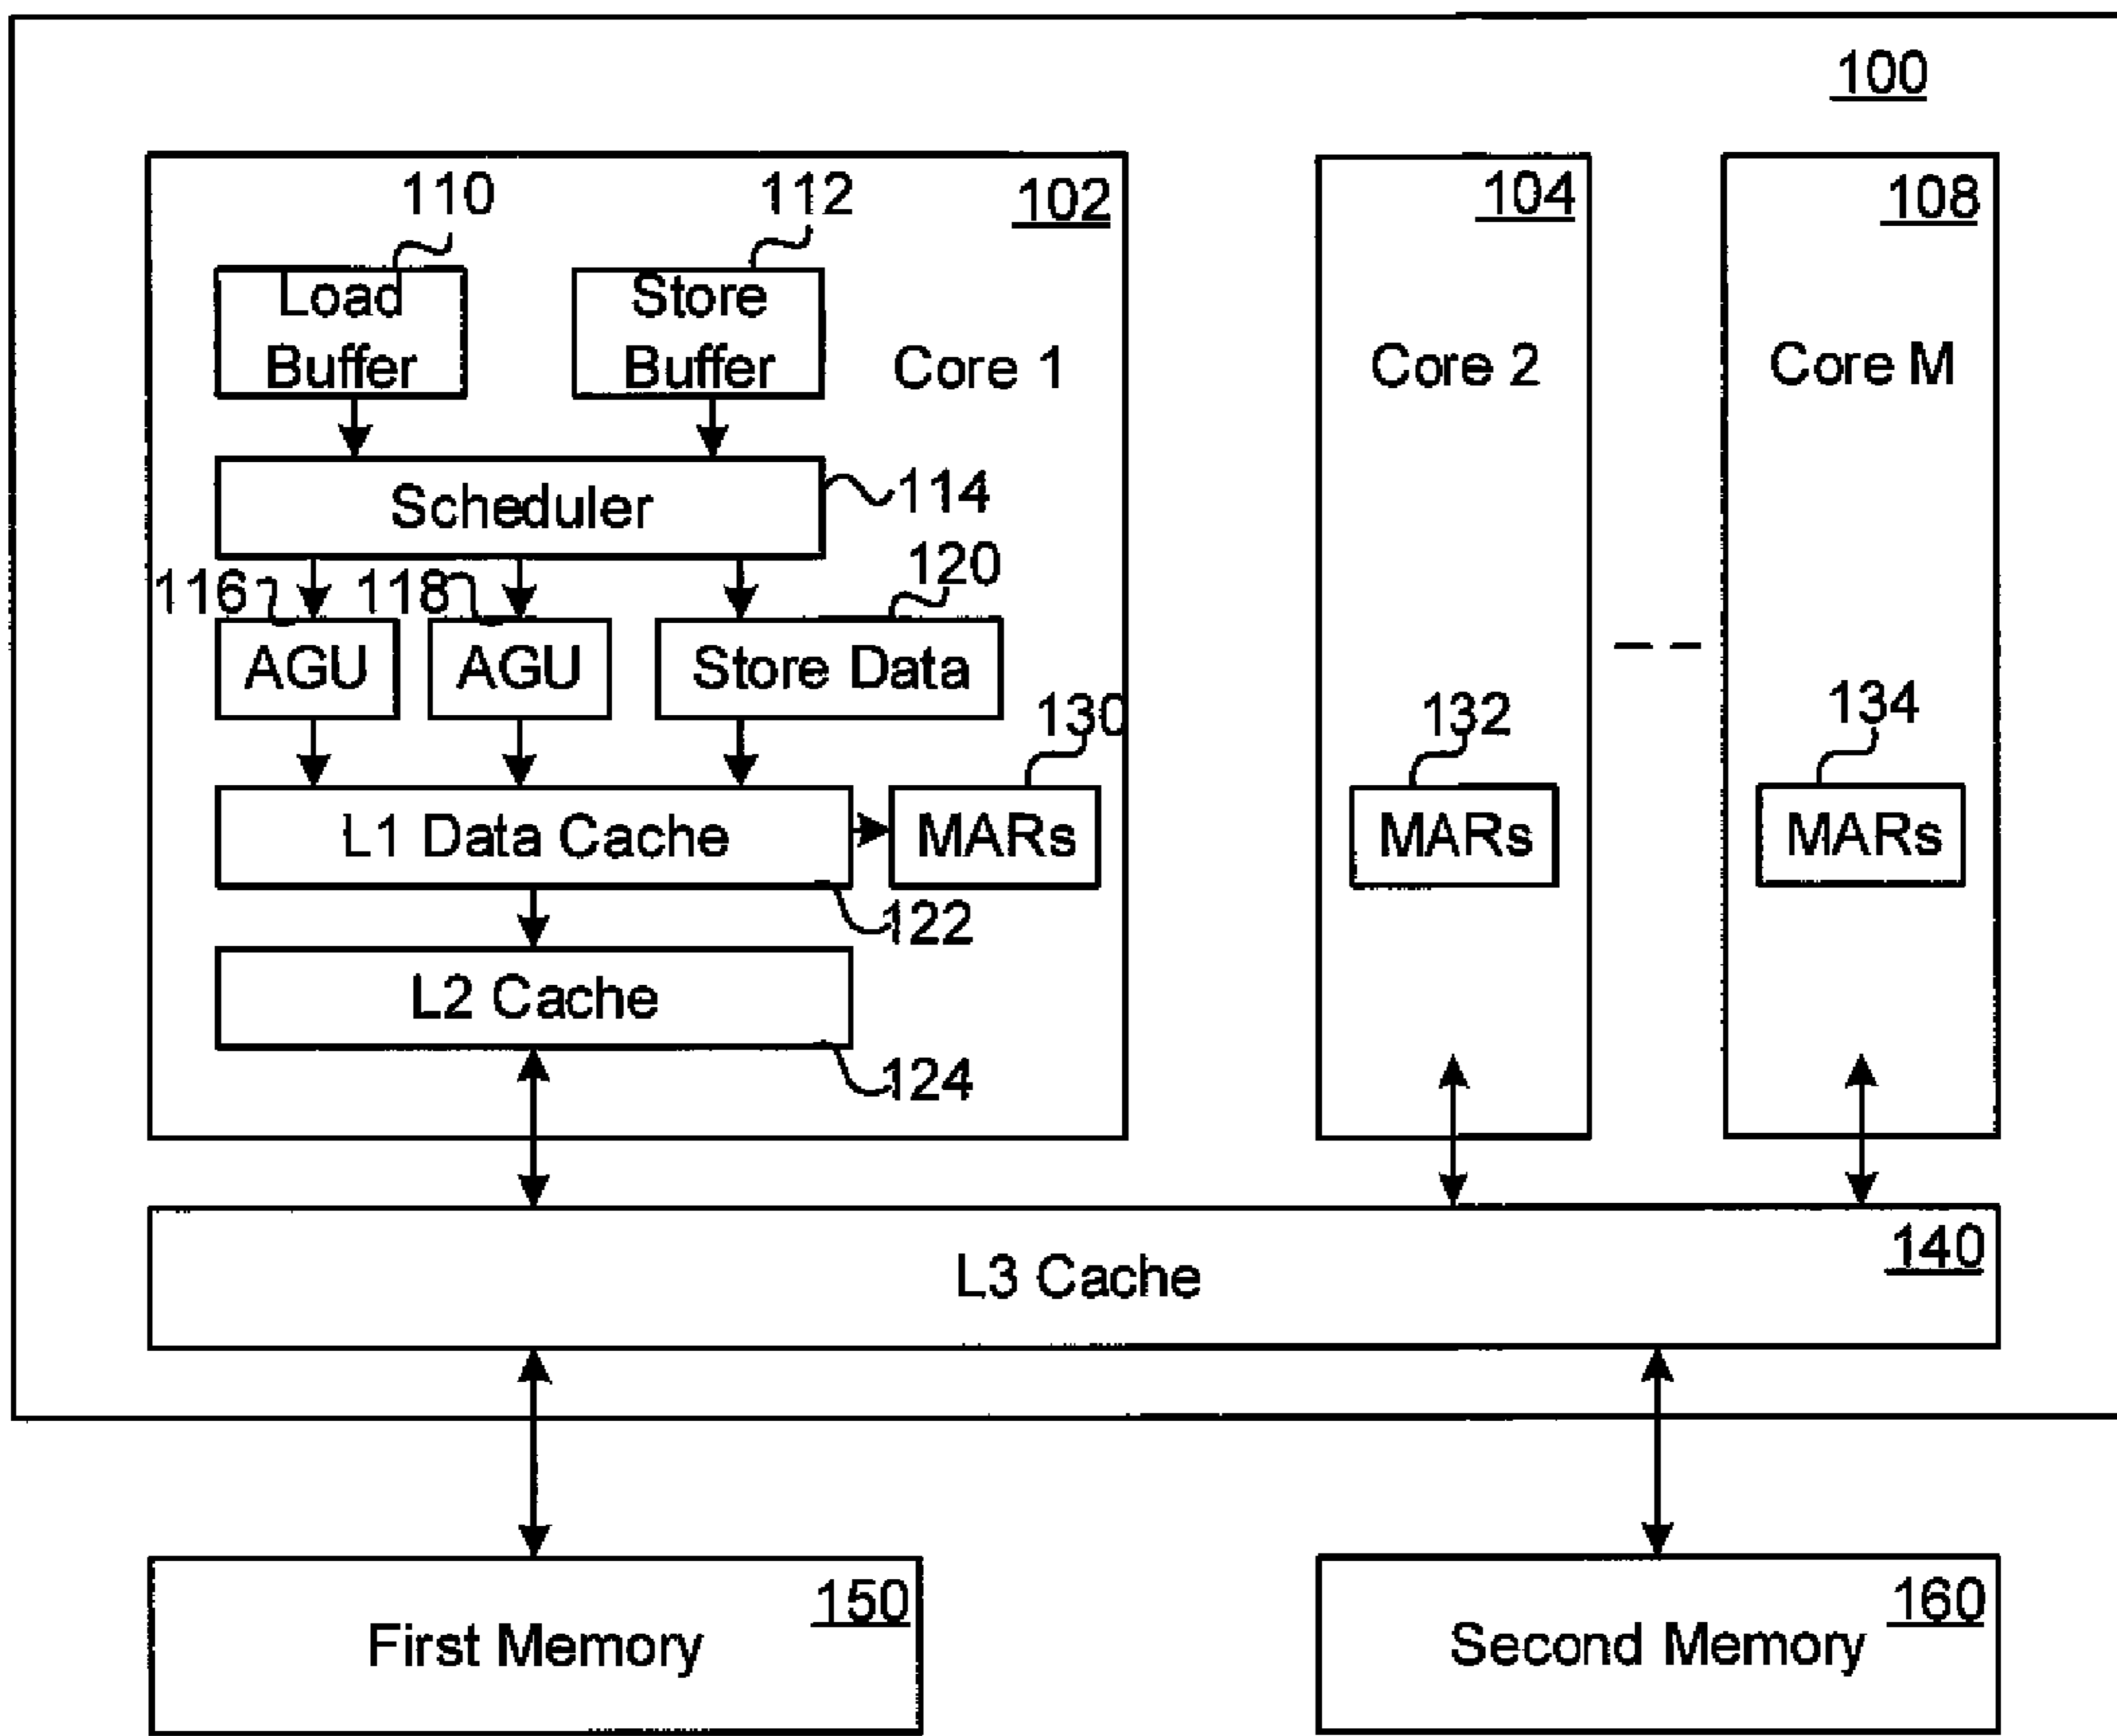 100
110
112
102
104
108
Load
Buffer
Store
Buffer
Core 1
Core 2
Core M
Scheduler
114
116
118
120
AGU
AGU
Store Data
130
132
134
L1 Data Cache
MARs
MARs
MARs
122
L2 Cache
124
L3 Cache
140
First Memory
150
Second Memory
160